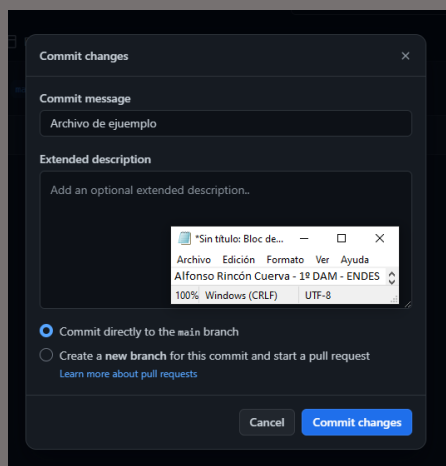 Commit changes
Commit message
Archivo de ejuemplo
Extended description
Add an optional extended description..
*Sin título: Bloc de...
Archivo Edición Formato Ver Ayuda
Alfonso Rincón Cuerva - 1º DAM - ENDES
100% Windows (CRLF) UTF-8
Commit directly to the main branch
Create a new branch for this commit and start a pull request
Learn more about pull requests
Cancel Commit changes